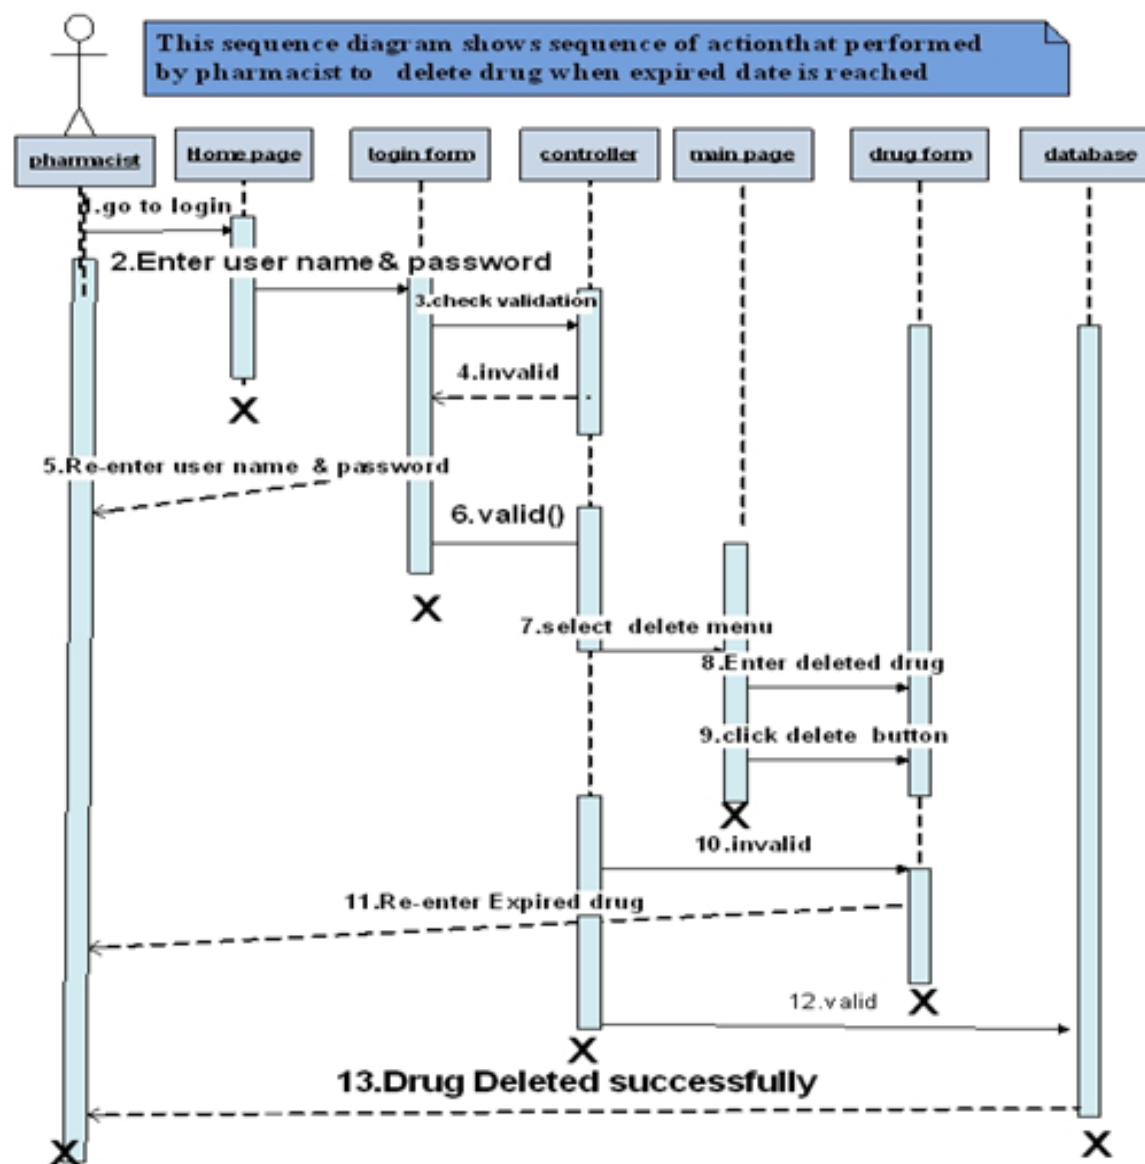 This sequence diagram shows sequence of actionthat performed
by pharmacist to delete drug when expired date is reached
pharmacist
Home page
login form
controller
main page
drug form
database
1.go to login
2.Enter user name & password
3.check validation
4.invalid
5.Re-enter user name & password
6.valid()
7.select delete menu
8.Enter deleted drug
9.click delete button
10.invalid
11.Re-enter Expired drug
12.valid
13.Drug Deleted successfully